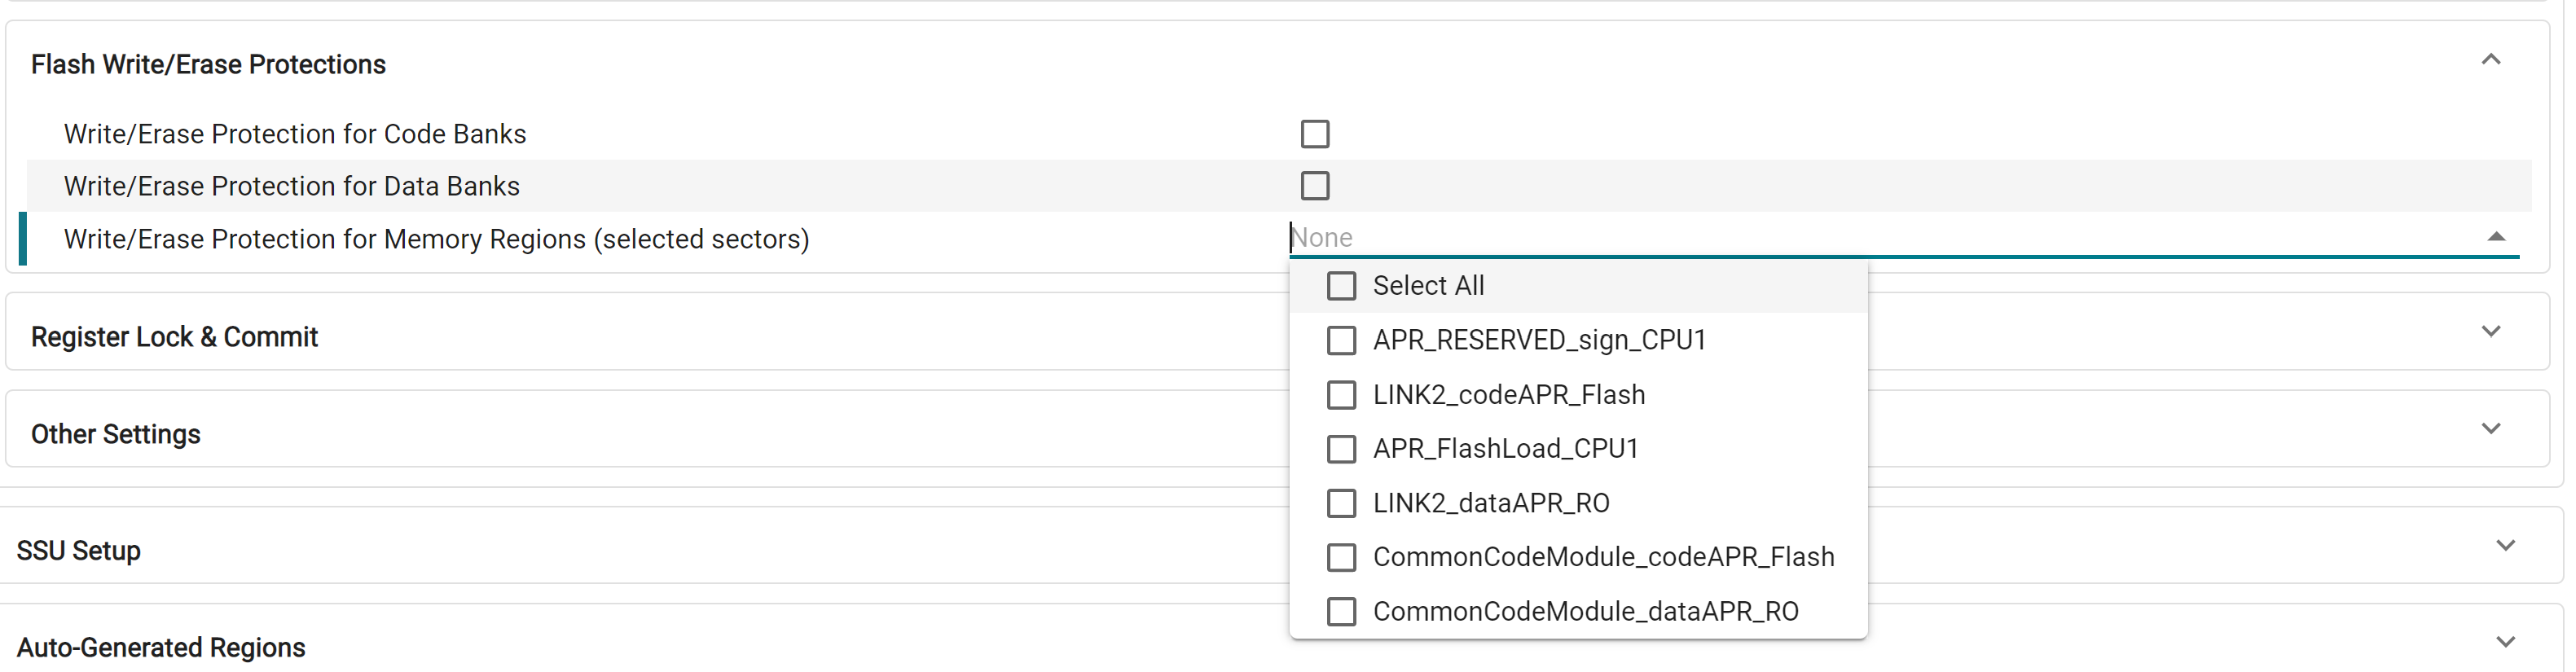 Flash Write/Erase Protections
Write/Erase Protection for Code Banks
Write/Erase Protection for Data Banks
Write/Erase Protection for Memory Regions (selected sectors)
None
Select All
APR_RESERVED_sign_CPU1
LINK2_codeAPR_Flash
APR_FlashLoad_CPU1
LINK2_dataAPR_RO
CommonCodeModule_codeAPR_Flash
CommonCodeModule_dataAPR_RO
Register Lock & Commit
Other Settings
SSU Setup
Auto-Generated Regions